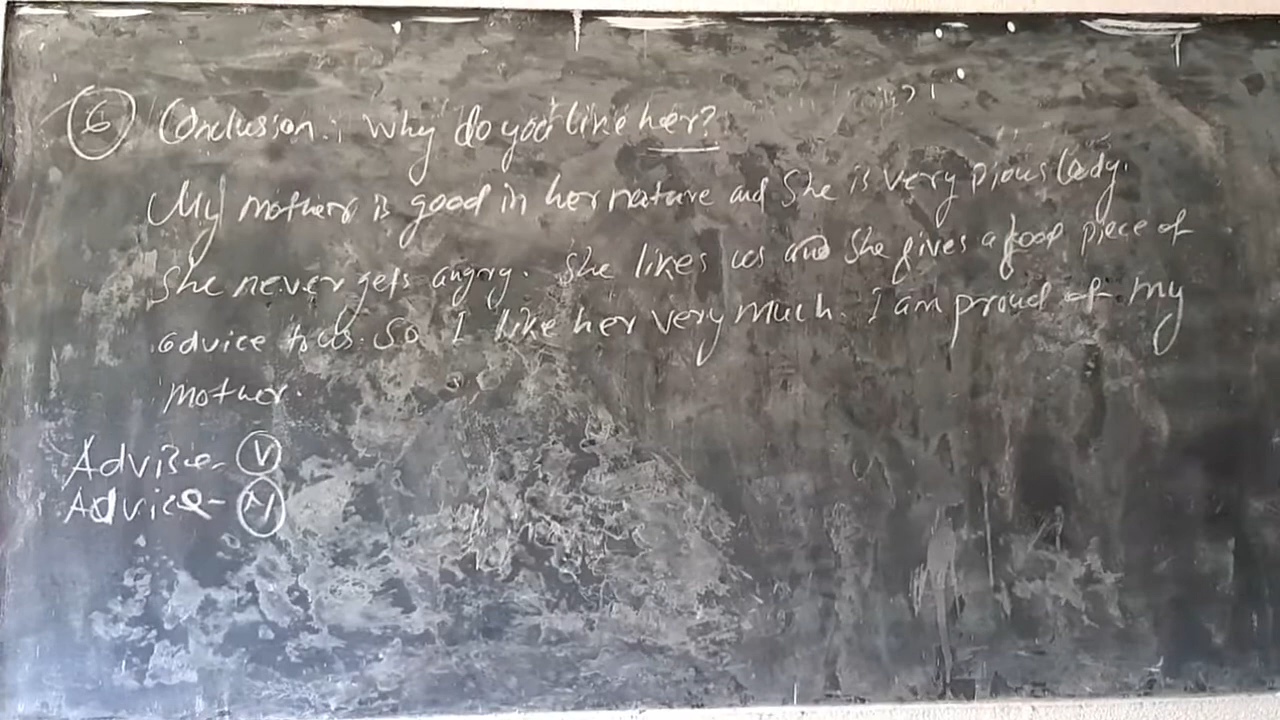 6 Conclussion: Why do you like her?
My mother is good in her nature and She is very pious lady.
She never gets angry. She likes us and She gives a good piece of
advice to us. So I like her very much. I am proud of my
mother.
Advise - V
Advice - N